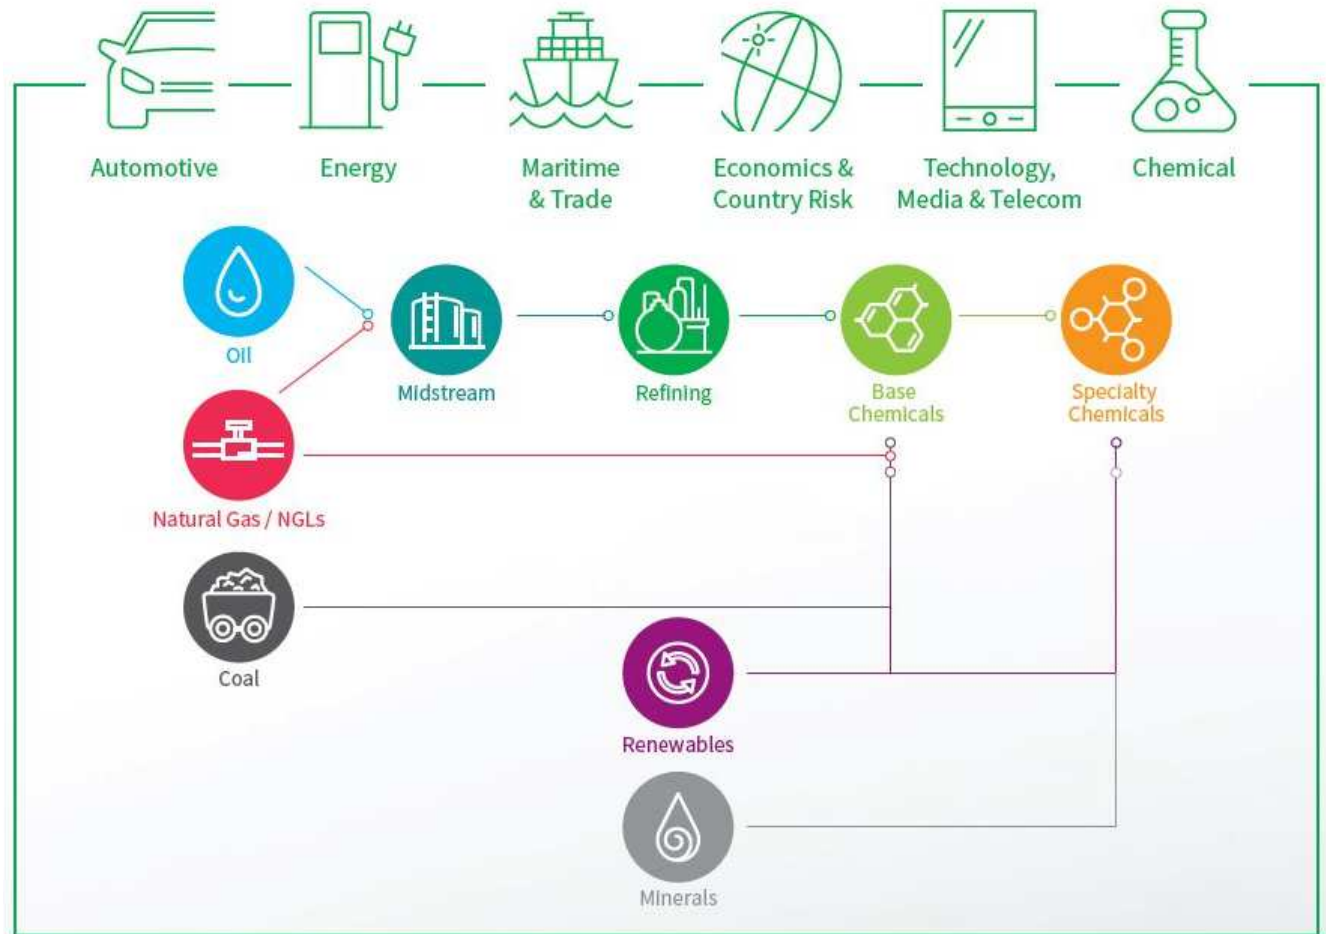 Automotive
Energy
Maritime
& Trade
Economics &
Country Risk
Technology,
Media & Telecom
Chemical
Oil
Midstream
Refining
Base
Chemicals
Specialty
Chemicals
Natural Gas / NGLs
Coal
Renewables
Minerals